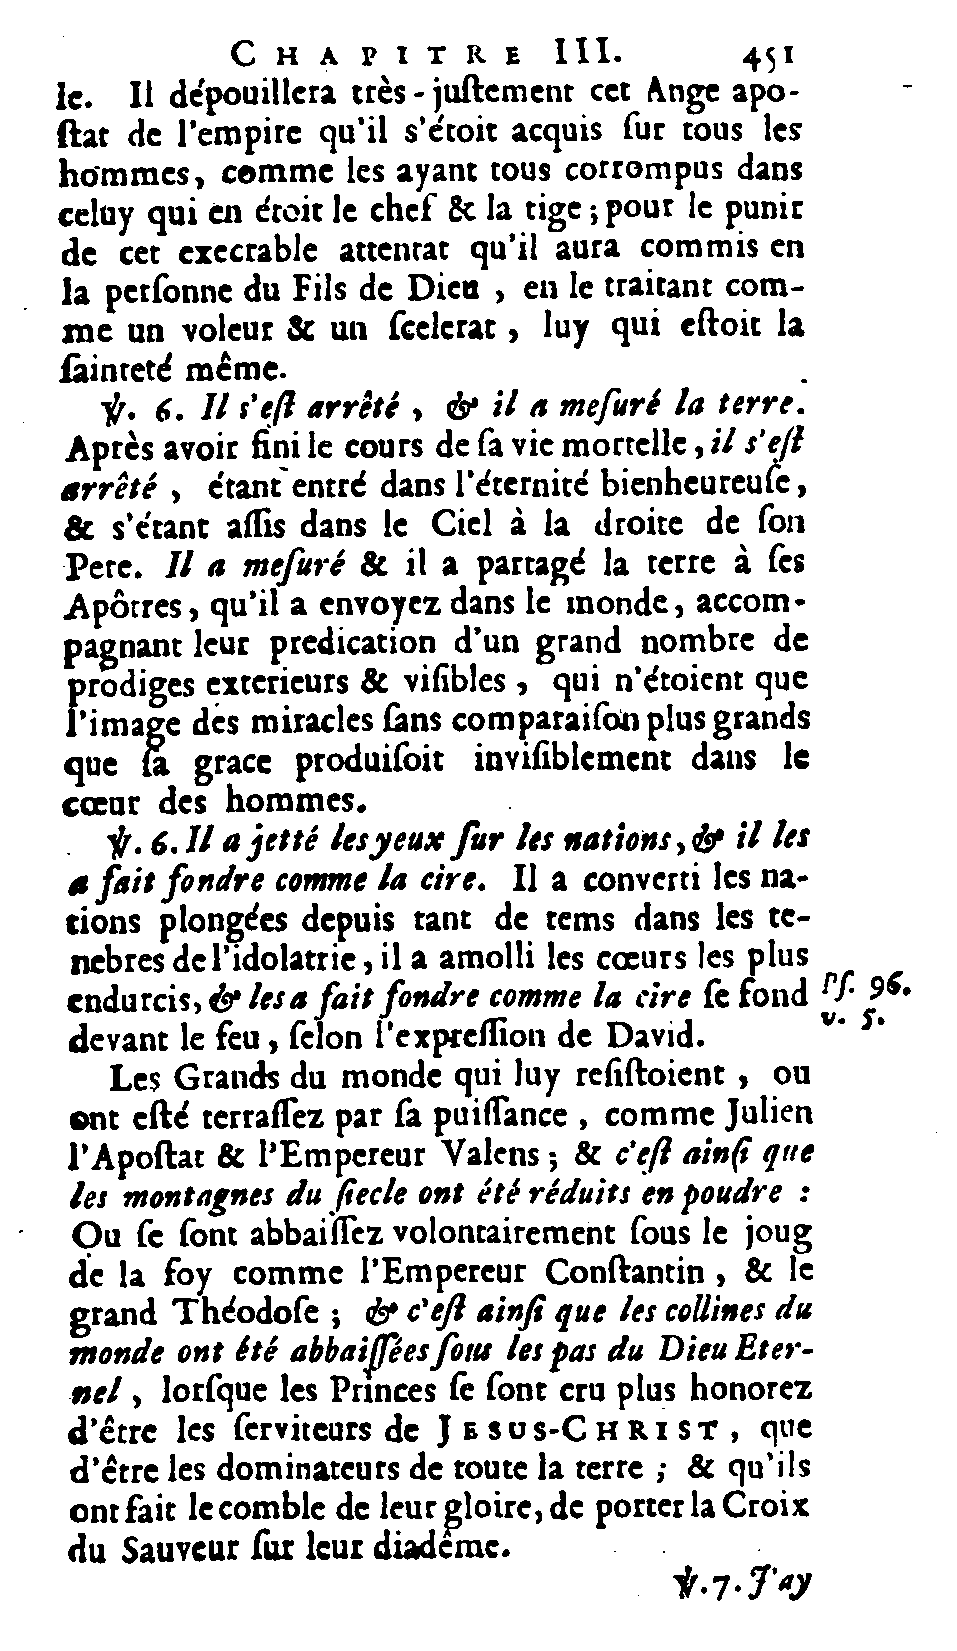 CHAPITRE III. 451
le. Il dépouillera très-juſtement cet Ange apo-
ſtat de l'empire qu'il s'étoit acquis ſur tous les
hommes, comme les ayant tous corrompus dans
celuy qui en étoit le chef & la tige; pour le punir
de cet execrable attentat qu'il aura commis en
la perſonne du Fils de Dieu, en le traitant com-
me un voleur & un ſcelerat, luy qui eſtoit la
ſainteté même.
℣. 6. Il s'eſt arrêté, & il a meſuré la terre.
Après avoir fini le cours de ſa vie mortelle, il s'eſt
arrêté, étant entré dans l'éternité bienheureuſe,
& s'étant aſſis dans le Ciel à la droite de ſon
Pere. Il a meſuré & il a partagé la terre à ſes
Apôtres, qu'il a envoyez dans le monde, accom-
pagnant leur predication d'un grand nombre de
prodiges exterieurs & viſibles, qui n'étoient que
l'image des miracles ſans comparaiſon plus grands
que ſa grace produiſoit inviſiblement dans le
cœur des hommes.
℣. 6. Il a jetté les yeux ſur les nations, & il les
a fait fondre comme la cire. Il a converti les na-
tions plongées depuis tant de tems dans les te-
nebres de l'idolatrie, il a amolli les cœurs les plus
endurcis, & les a fait fondre comme la cire ſe fond
devant le feu, ſelon l'expreſſion de David.
Pſ. 96.
v. 5.
Les Grands du monde qui luy reſiſtoient, ou
ont eſté terraſſez par ſa puiſſance, comme Julien
l'Apoſtat & l'Empereur Valens; & c'eſt ainſi que
les montagnes du ſiecle ont été réduits en poudre:
Ou ſe ſont abbaiſſez volontairement ſous le joug
de la foy comme l'Empereur Conſtantin, & le
grand Théodoſe; & c'eſt ainſi que les collines du
monde ont été abbaiſſées ſous les pas du Dieu Eter-
nel, lorſque les Princes ſe ſont cru plus honorez
d'être les ſerviteurs de JESUS-CHRIST, que
d'être les dominateurs de toute la terre; & qu'ils
ont fait le comble de leur gloire, de porter la Croix
du Sauveur ſur leur diadême.
℣. 7. J'ay